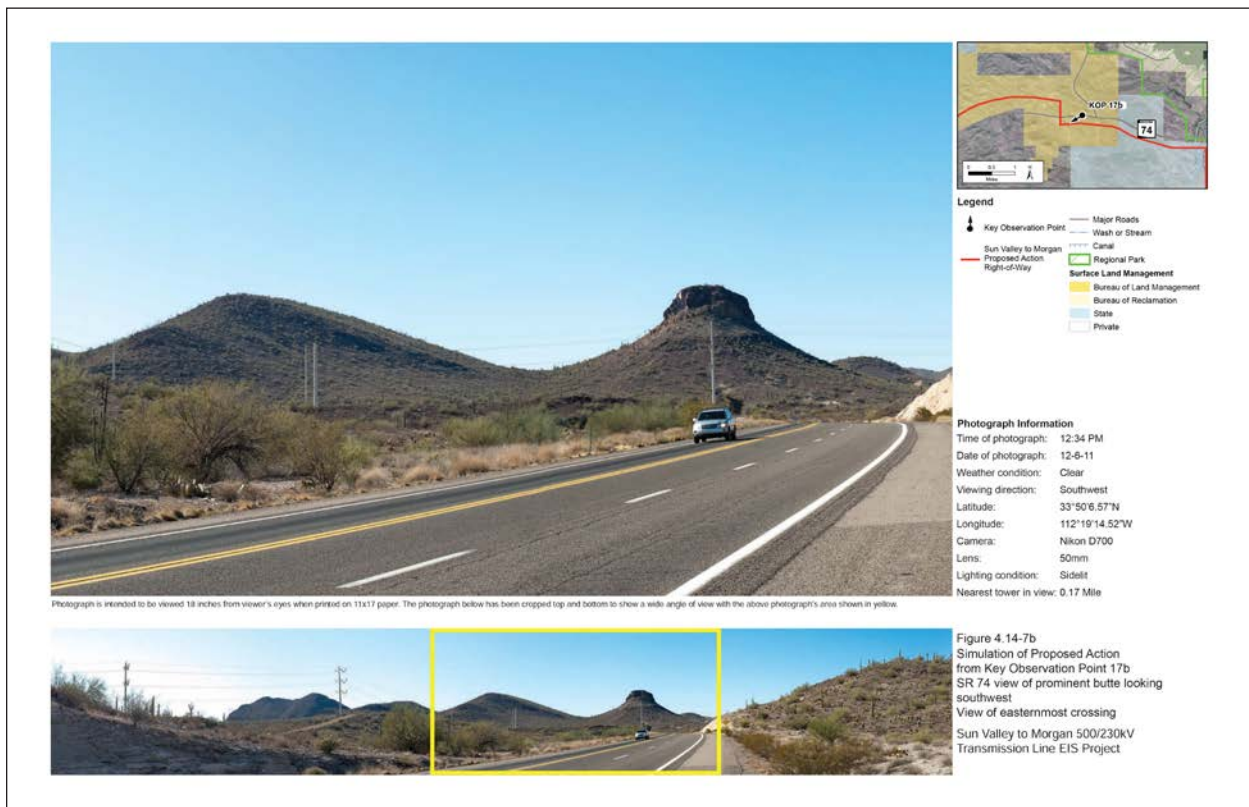 KOP 17b
74
0 0.5 1
Miles
N
Legend
Key Observation Point
Sun Valley to Morgan
Proposed Action
Right-of-Way
Major Roads
Wash or Stream
Canal
Regional Park
Surface Land Management
Bureau of Land Management
Bureau of Reclamation
State
Private
Photograph Information
Time of photograph: 12:34 PM
Date of photograph: 12-6-11
Weather condition: Clear
Viewing direction: Southwest
Latitude: 33°50'6.57"N
Longitude: 112°19'14.52"W
Camera: Nikon D700
Lens: 50mm
Lighting condition: Sidelit
Nearest tower in view: 0.17 Mile
Photograph is intended to be viewed 18 inches from viewer's eyes when printed on 11x17 paper. The photograph below has been cropped top and bottom to show a wide angle of view with the above photograph's area shown in yellow.
Figure 4.14-7b
Simulation of Proposed Action
from Key Observation Point 17b
SR 74 view of prominent butte looking
southwest
View of easternmost crossing
Sun Valley to Morgan 500/230kV
Transmission Line EIS Project